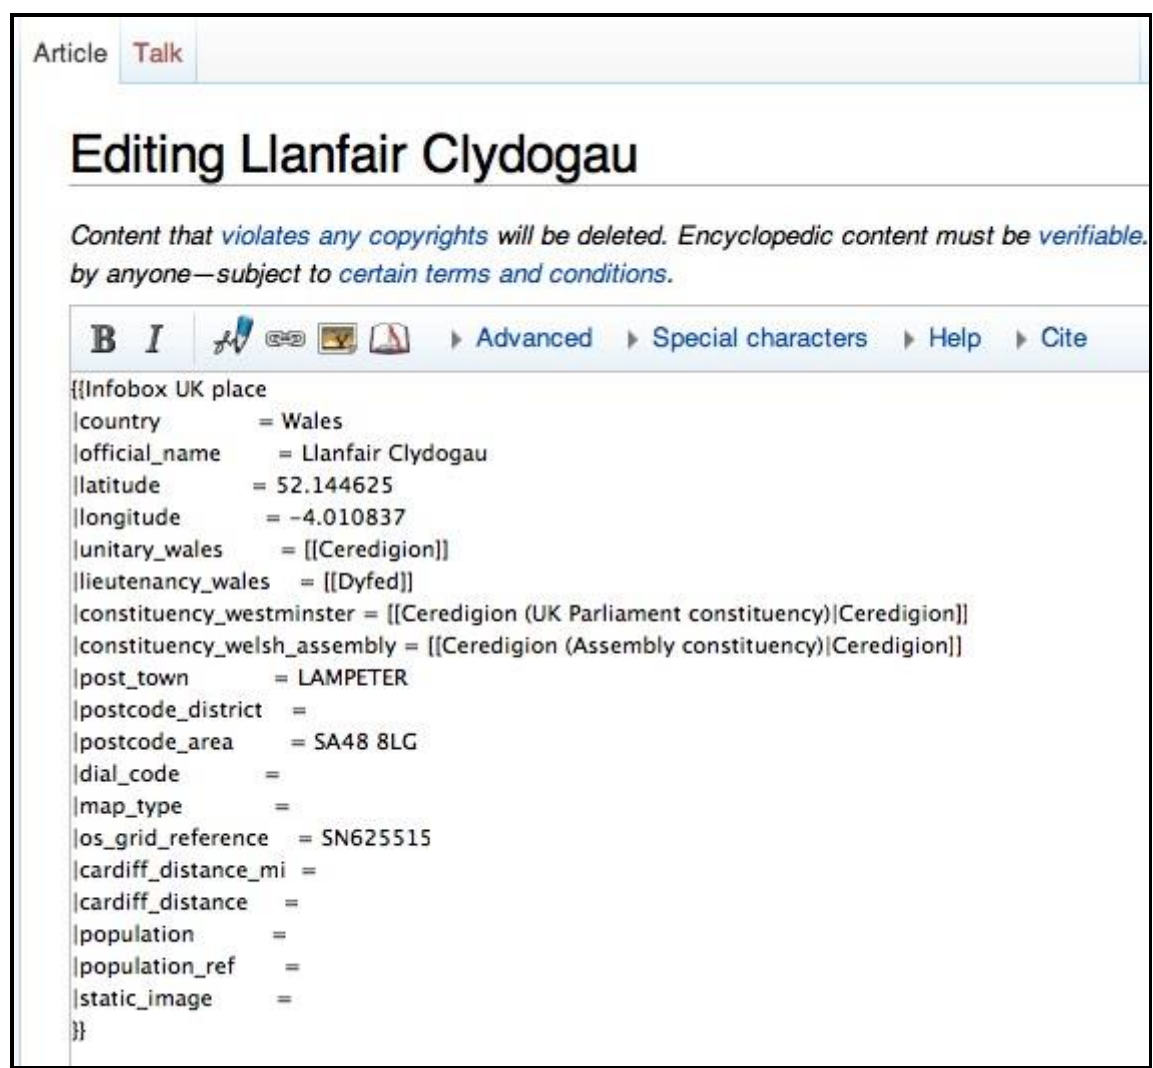 Article Talk
Editing Llanfair Clydogau
Content that violates any copyrights will be deleted. Encyclopedic content must be verifiable.
by anyone—subject to certain terms and conditions.
B I Advanced Special characters Help Cite
{{Infobox UK place
|country = Wales
|official_name = Llanfair Clydogau
|latitude = 52.144625
|longitude = -4.010837
|unitary_wales = [[Ceredigion]]
|lieutenancy_wales = [[Dyfed]]
|constituency_westminster = [[Ceredigion (UK Parliament constituency)|Ceredigion]]
|constituency_welsh_assembly = [[Ceredigion (Assembly constituency)|Ceredigion]]
|post_town = LAMPETER
|postcode_district =
|postcode_area = SA48 8LG
|dial_code =
|map_type =
|os_grid_reference = SN625515
|cardiff_distance_mi =
|cardiff_distance =
|population =
|population_ref =
|static_image =
}}